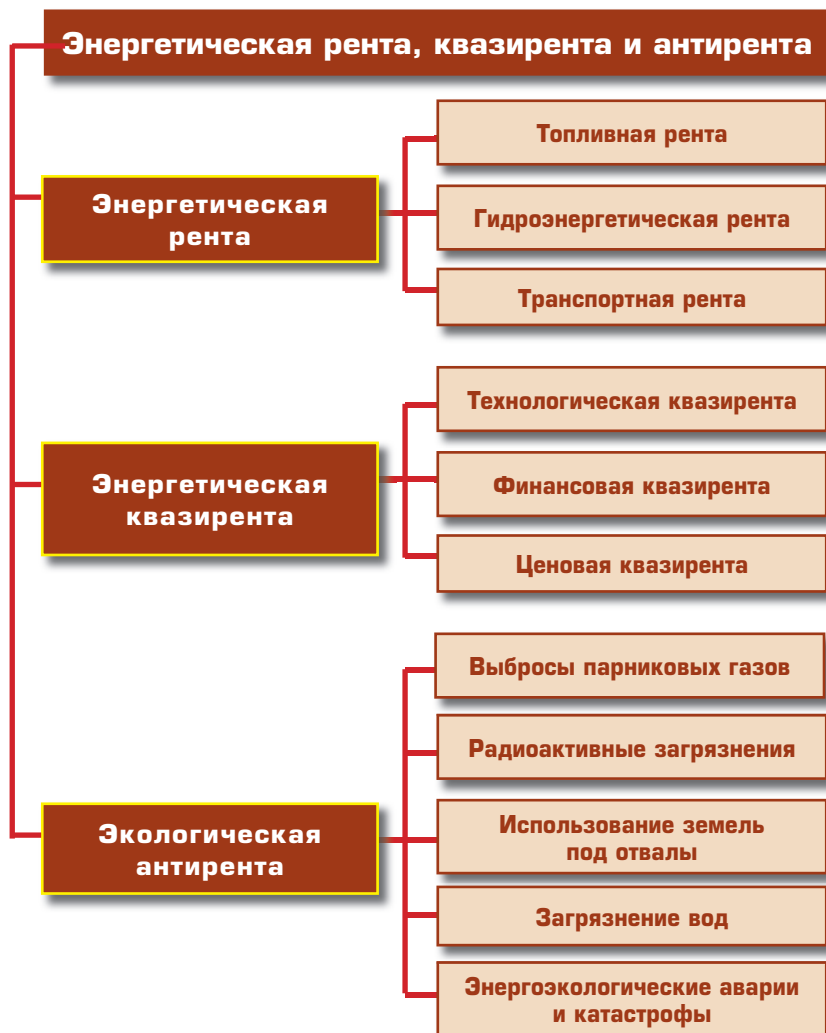 Энергетическая рента, квазирента и антирента
Энергетическая
рента
Топливная рента
Гидроэнергетическая рента
Транспортная рента
Энергетическая
квазирента
Технологическая квазирента
Финансовая квазирента
Ценовая квазирента
Экологическая
антирента
Выбросы парниковых газов
Радиоактивные загрязнения
Использование земель
под отвалы
Загрязнение вод
Энергоэкологические аварии
и катастрофы